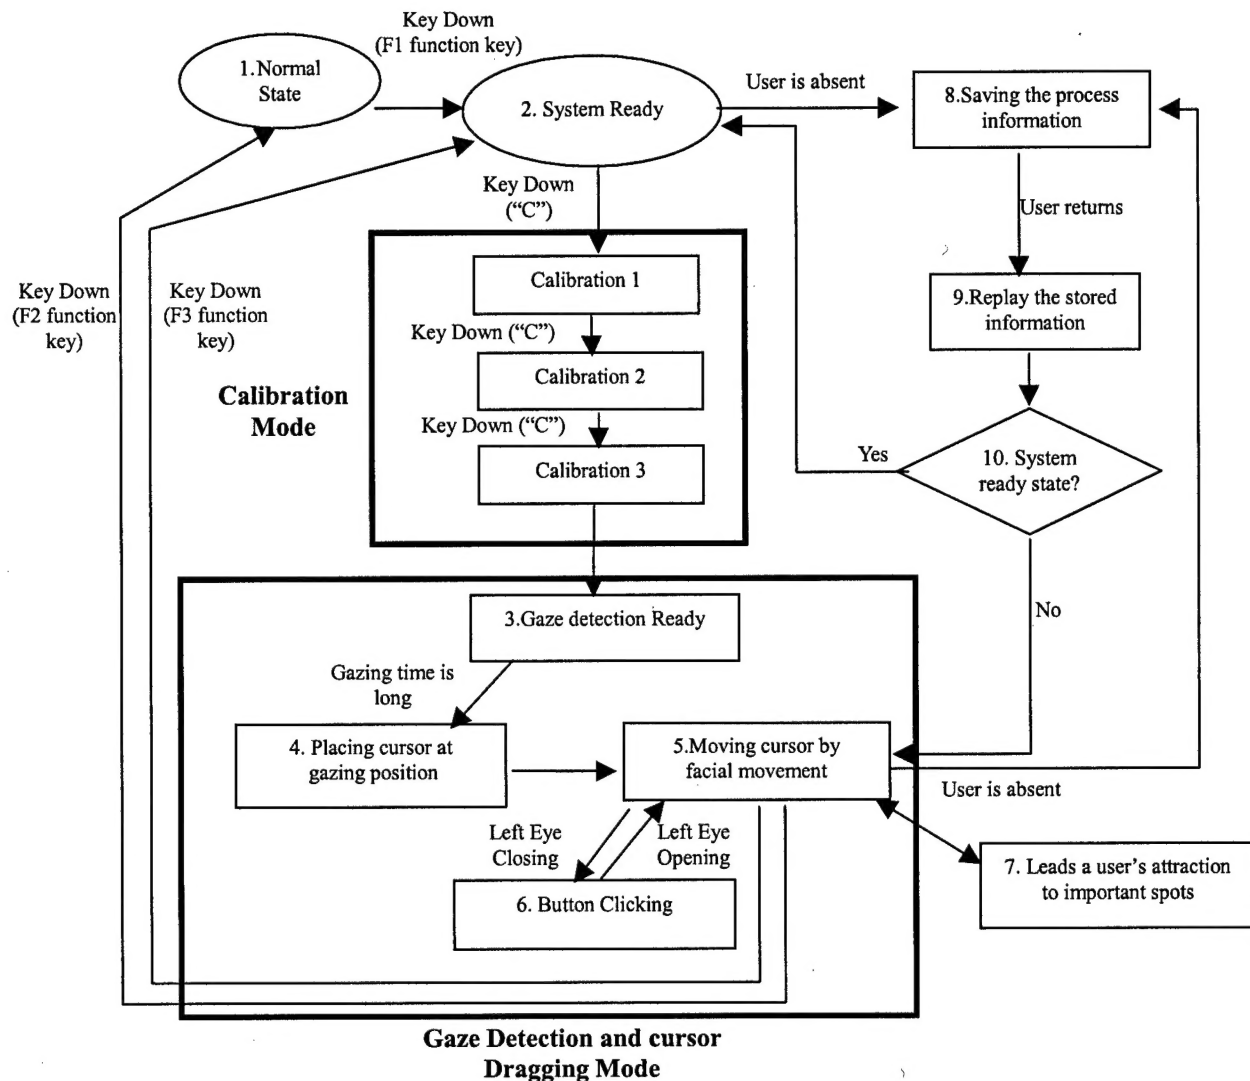 Key Down
(F1 function key)
1.Normal
State
2. System Ready
User is absent
8.Saving the process
information
Key Down
(“C”)
User returns
Key Down
(F2 function
key)
Key Down
(F3 function
key)
Calibration 1
9.Replay the stored
information
Key Down (“C”)
Calibration 2
Calibration
Mode
Key Down (“C”)
Calibration 3
Yes
10. System
ready state?
No
3.Gaze detection Ready
Gazing time is
long
4. Placing cursor at
gazing position
5.Moving cursor by
facial movement
User is absent
Left Eye
Closing
Left Eye
Opening
7. Leads a user’s attraction
to important spots
6. Button Clicking
Gaze Detection and cursor
Dragging Mode